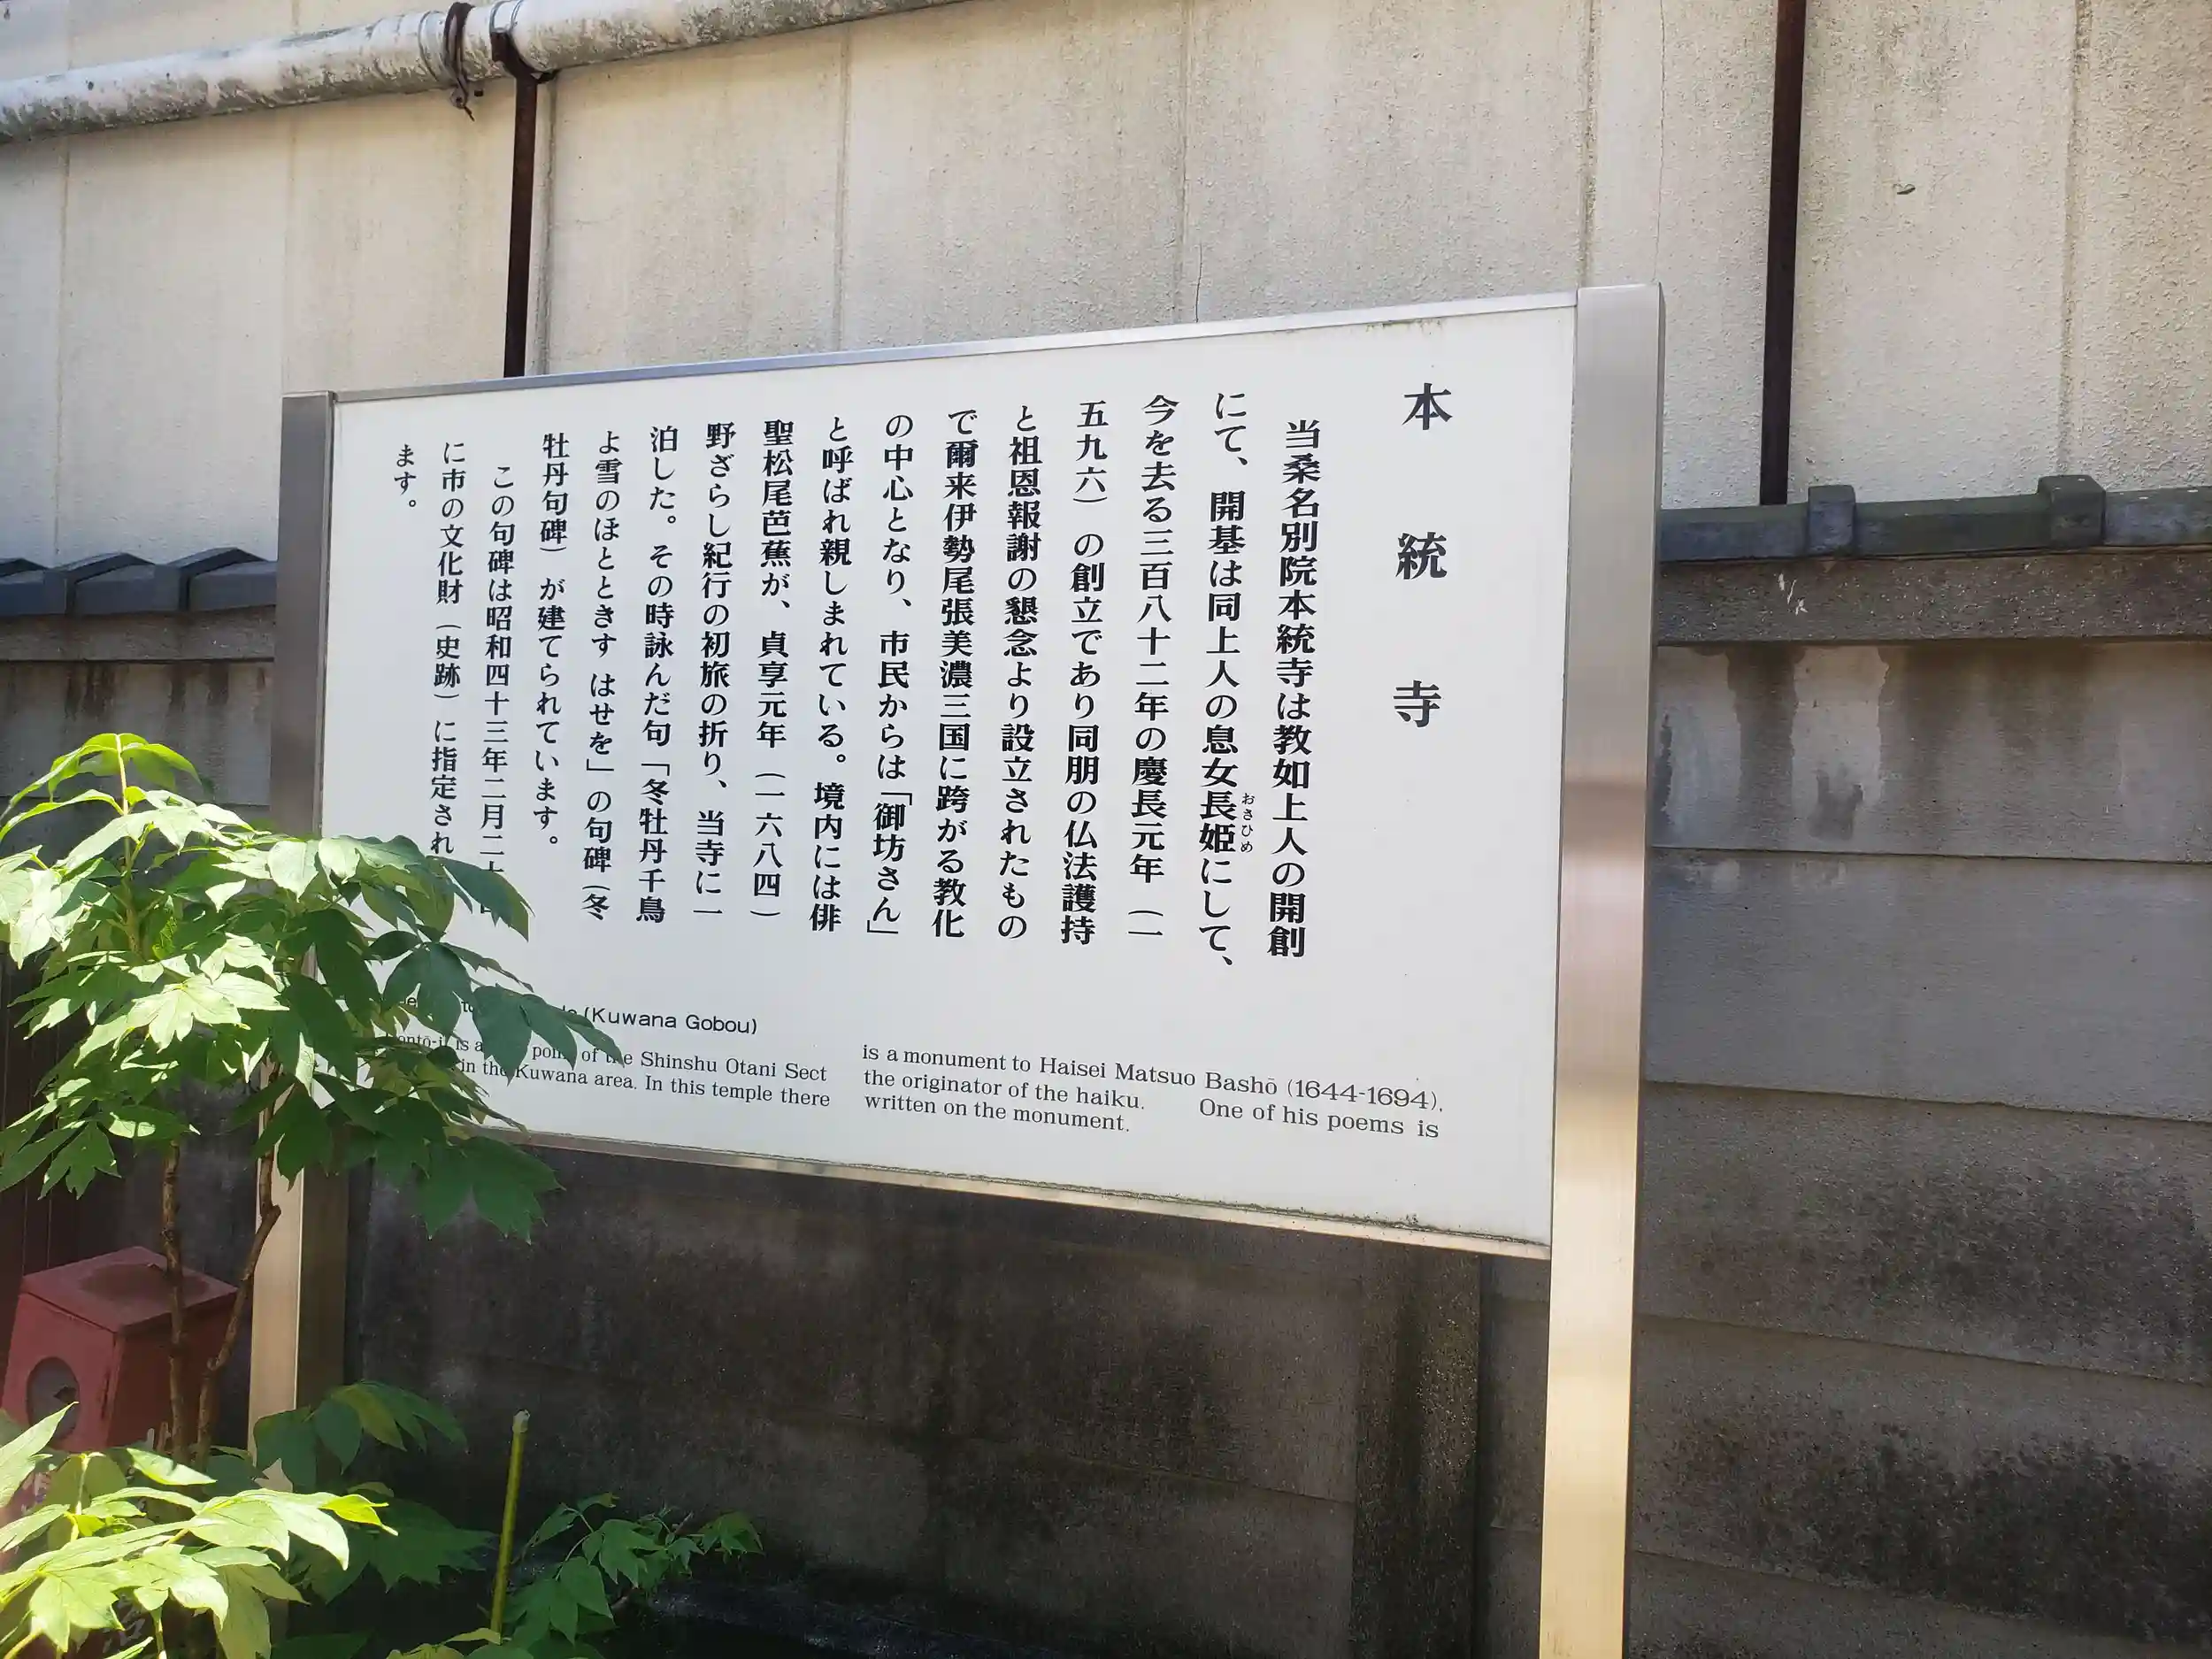 本統寺
当桑名別院本統寺は教如上人の開創
にて、開基は同上人の息女長姫にして、
おさひめ
今を去る三百八十二年の慶長元年（一
五九六）の創立であり同朋の仏法護持
と祖恩報謝の懇念より設立されたもの
で爾来伊勢尾張美濃三国に跨がる教化
の中心となり、市民からは「御坊さん」
と呼ばれ親しまれている。境内には俳
聖松尾芭蕉が、貞享元年（一六八四）
野ざらし紀行の初旅の折り、当寺に一
泊した。その時詠んだ句「冬牡丹千鳥
よ雪のほとときす はせを」の句碑（冬
牡丹句碑）が建てられています。
この句碑は昭和四十三年二月二
に市の文化財（史跡）に指定され
ます。
(Kuwana Gobou)
is a point of the Shinshu Otani Sect
in the Kuwana area. In this temple there
is a monument to Haisei Matsuo Bashō (1644-1694),
the originator of the haiku. One of his poems is
written on the monument.